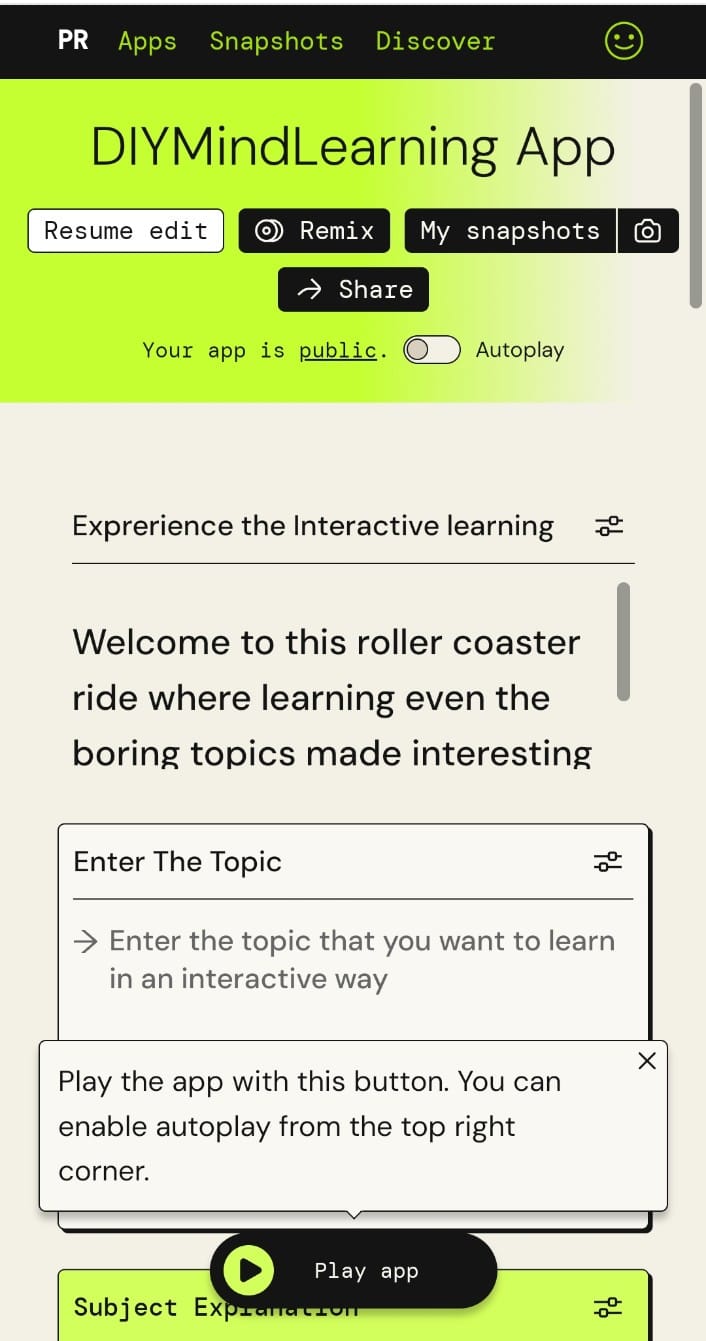 PR Apps Snapshots Discover
DIYMindLearning App
Resume edit Remix My snapshots
Share
Your app is public. Autoplay
Exprerience the Interactive learning
Welcome to this roller coaster
ride where learning even the
boring topics made interesting
Enter The Topic
Enter the topic that you want to learn
in an interactive way
Play the app with this button. You can
enable autoplay from the top right
corner.
Play app
Subject